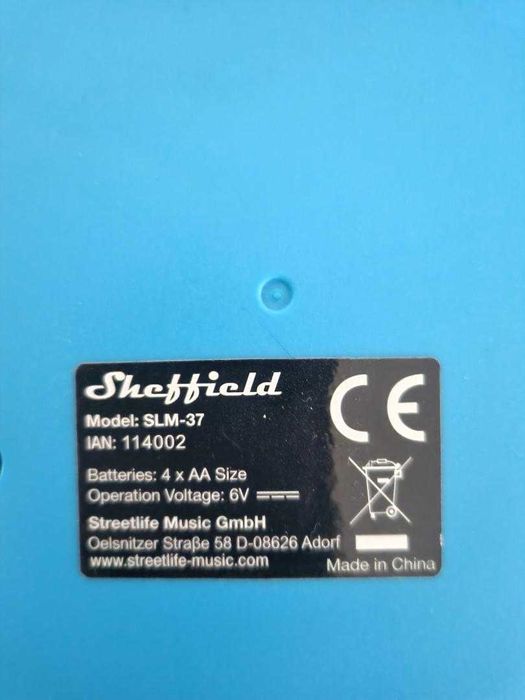 Sheffield
CE
Model: SLM-37
IAN: 114002
Batteries: 4 x AA Size
Operation Voltage: 6V
Streetlife Music GmbH
Oelsnitzer Straβe 58 D-08626 Adorf
www.streetlife-music.com
Made in China